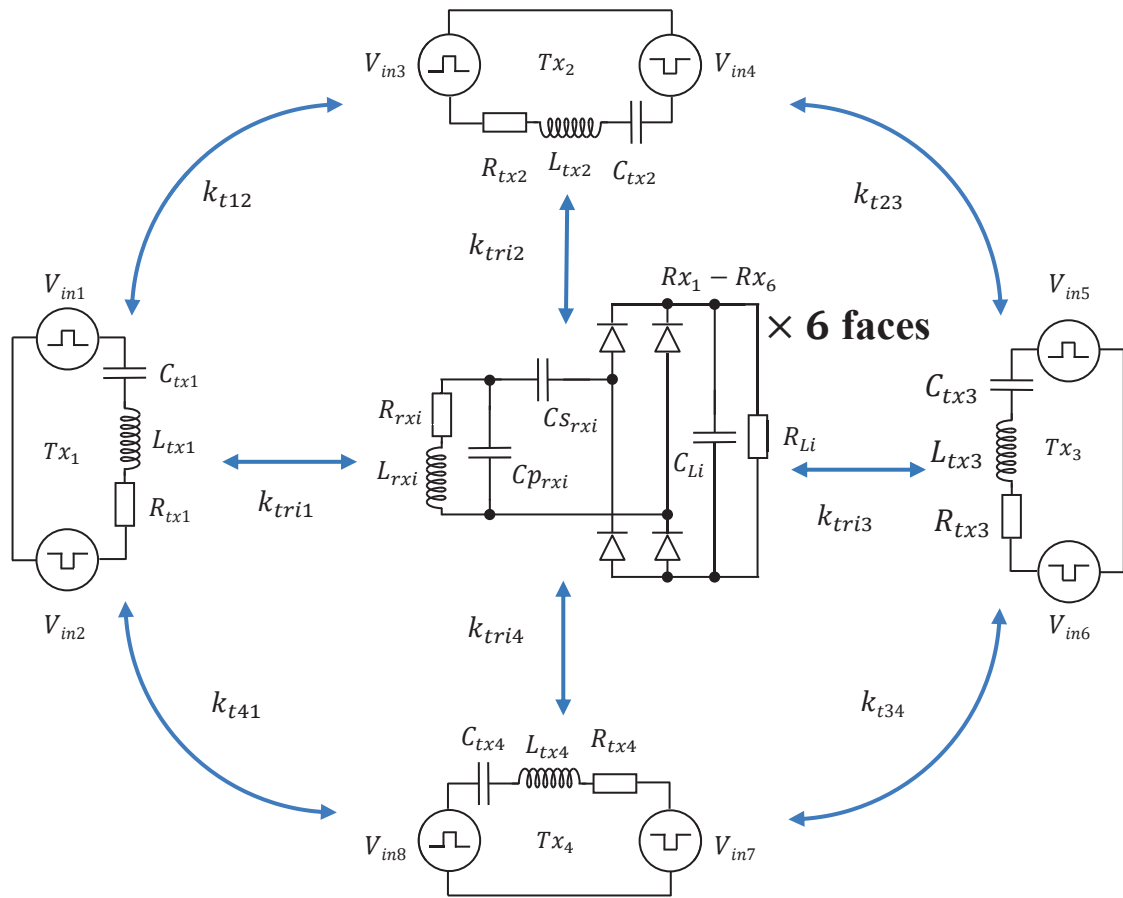 V_in3
Tx_2
V_in4
R_tx2
L_tx2
C_tx2
k_t12
k_t23
k_tri2
Rx_1 − Rx_6
× 6 faces
V_in1
C_tx1
L_tx1
Tx_1
R_tx1
V_in2
k_tri1
R_rxi
L_rxi
Cs_rxi
Cp_rxi
C_Li
R_Li
k_tri3
V_in5
C_tx3
L_tx3
Tx_3
R_tx3
V_in6
k_tri4
k_t41
k_t34
C_tx4
L_tx4
R_tx4
V_in8
Tx_4
V_in7